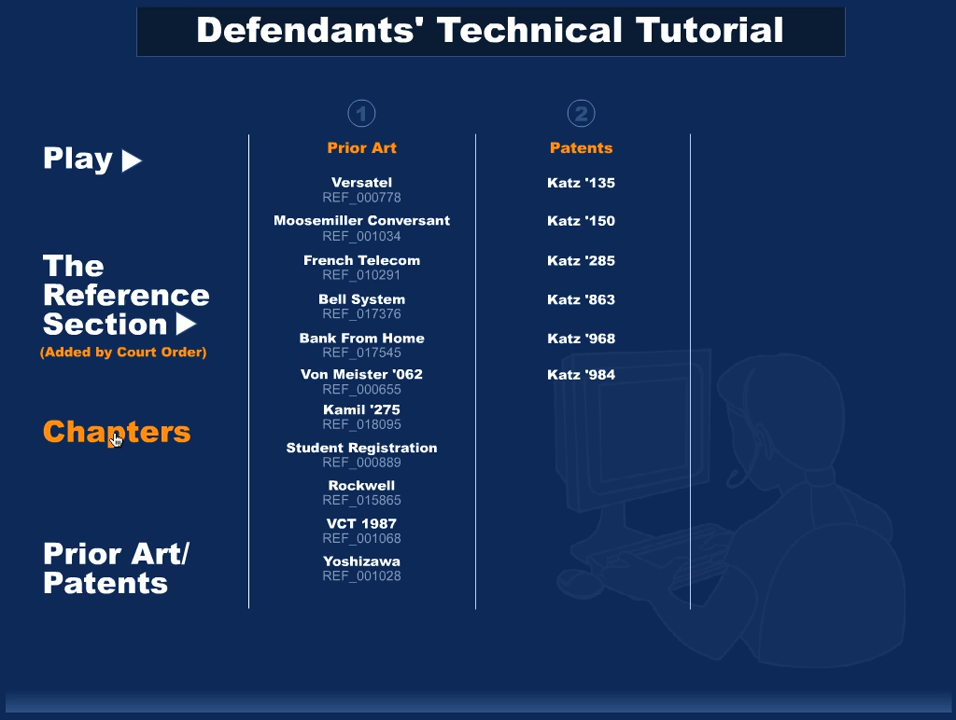 Defendants' Technical Tutorial
Play
The
Reference
Section
(Added by Court Order)
Chapters
Prior Art/
Patents
1
Prior Art
Versatel
REF_000778
Moosemiller Conversant
REF_001034
French Telecom
REF_010291
Bell System
REF_017376
Bank From Home
REF_017545
Von Meister '062
REF_000655
Kamil '275
REF_018095
Student Registration
REF_000889
Rockwell
REF_015865
VCT 1987
REF_001068
Yoshizawa
REF_001028
2
Patents
Katz '135
Katz '150
Katz '285
Katz '863
Katz '968
Katz '984